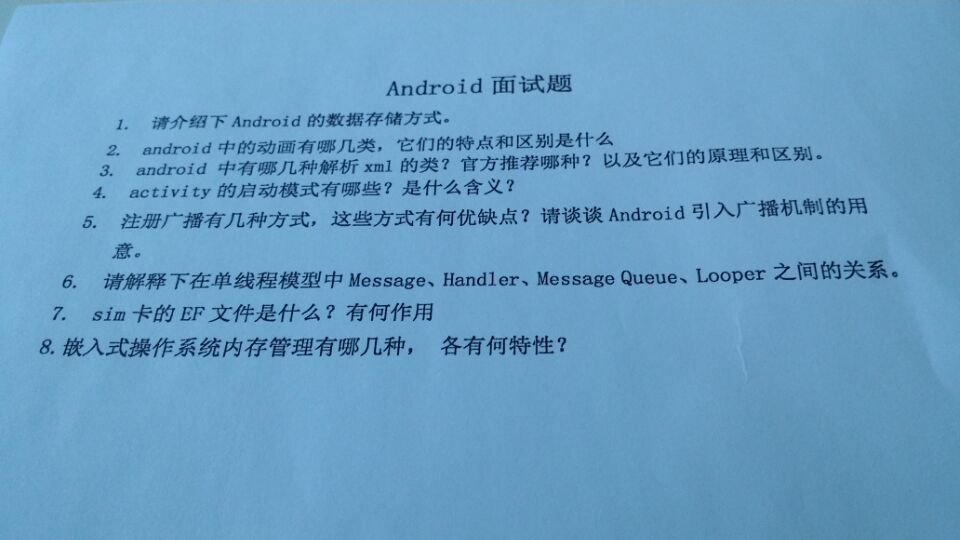 Android 面试题
1. 请介绍下 Android 的数据存储方式。
2. android 中的动画有哪几类，它们的特点和区别是什么
3. android 中有哪几种解析 xml 的类？官方推荐哪种？以及它们的原理和区别。
4. activity 的启动模式有哪些？是什么含义？
5. 注册广播有几种方式，这些方式有何优缺点？请谈谈 Android 引入广播机制的用
意。
6. 请解释下在单线程模型中 Message、Handler、Message Queue、Looper 之间的关系。
7. sim 卡的 EF 文件是什么？有何作用
8. 嵌入式操作系统内存管理有哪几种， 各有何特性？